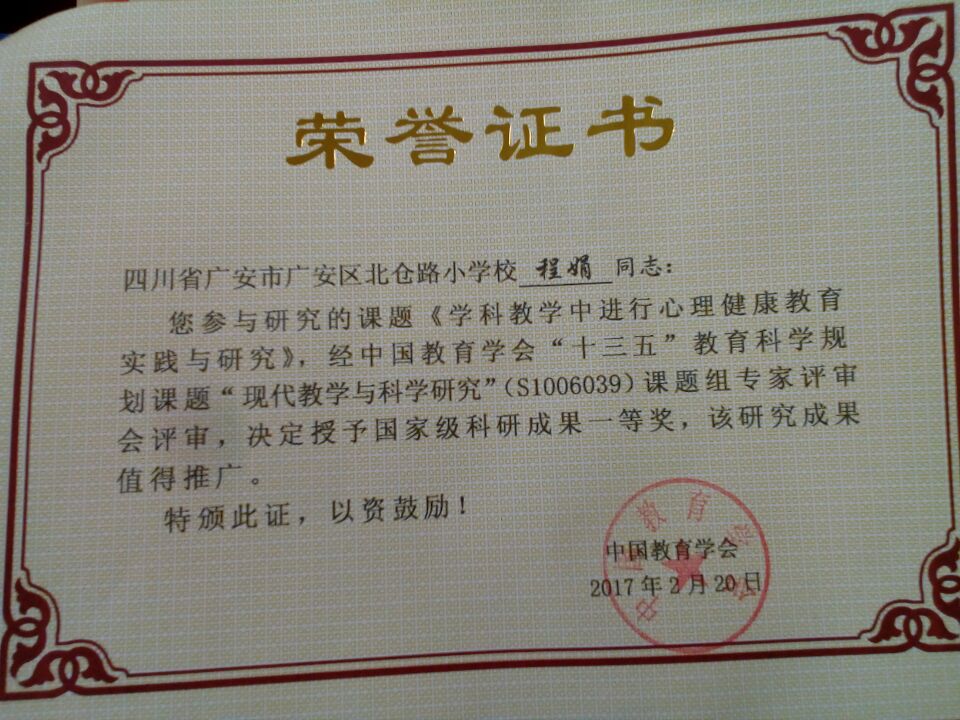 荣誉证书
四川省广安市广安区北仓路小学校 程娟 同志：
您参与研究的课题《学科教学中进行心理健康教育
实践与研究》，经中国教育学会“十三五”教育科学规
划课题“现代教学与科学研究”（S1006039）课题组专家评审
会评审，决定授予国家级科研成果一等奖，该研究成果
值得推广。
特颁此证，以资鼓励！
中国教育学会
中国教育学会
2017年2月20日